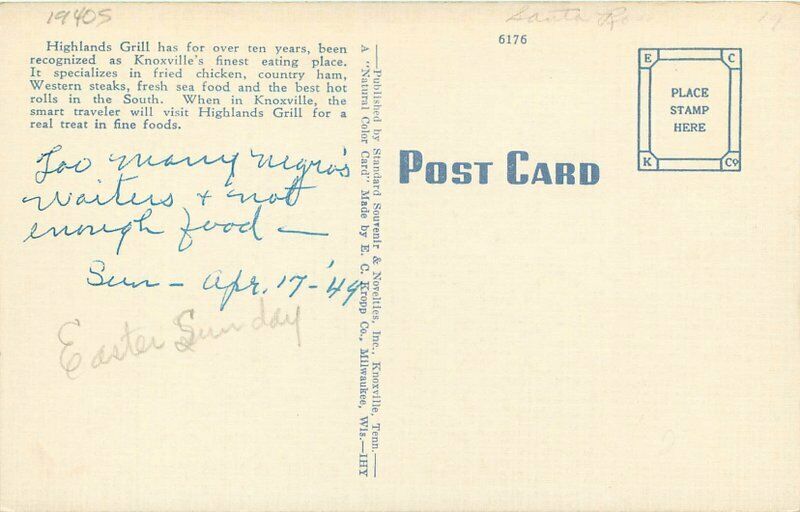 1940s
Santa
6176
Highlands Grill has for over ten years, been
recognized as Knoxville's finest eating place.
It specializes in fried chicken, country ham,
Western steaks, fresh sea food and the best hot
rolls in the South. When in Knoxville, the
smart traveler will visit Highlands Grill for a
real treat in fine foods.
Too many negro's
waiters + not
enough food —
Sun – Apr. 17 – '49
Easter Sunday
—Published by Standard Souvenir & Novelties, Inc., Knoxville, Tenn.—
A "Natural Color Card" Made by E. C. Kropp Co., Milwaukee, Wis.—IHY
POST CARD
E C
PLACE
STAMP
HERE
K Co